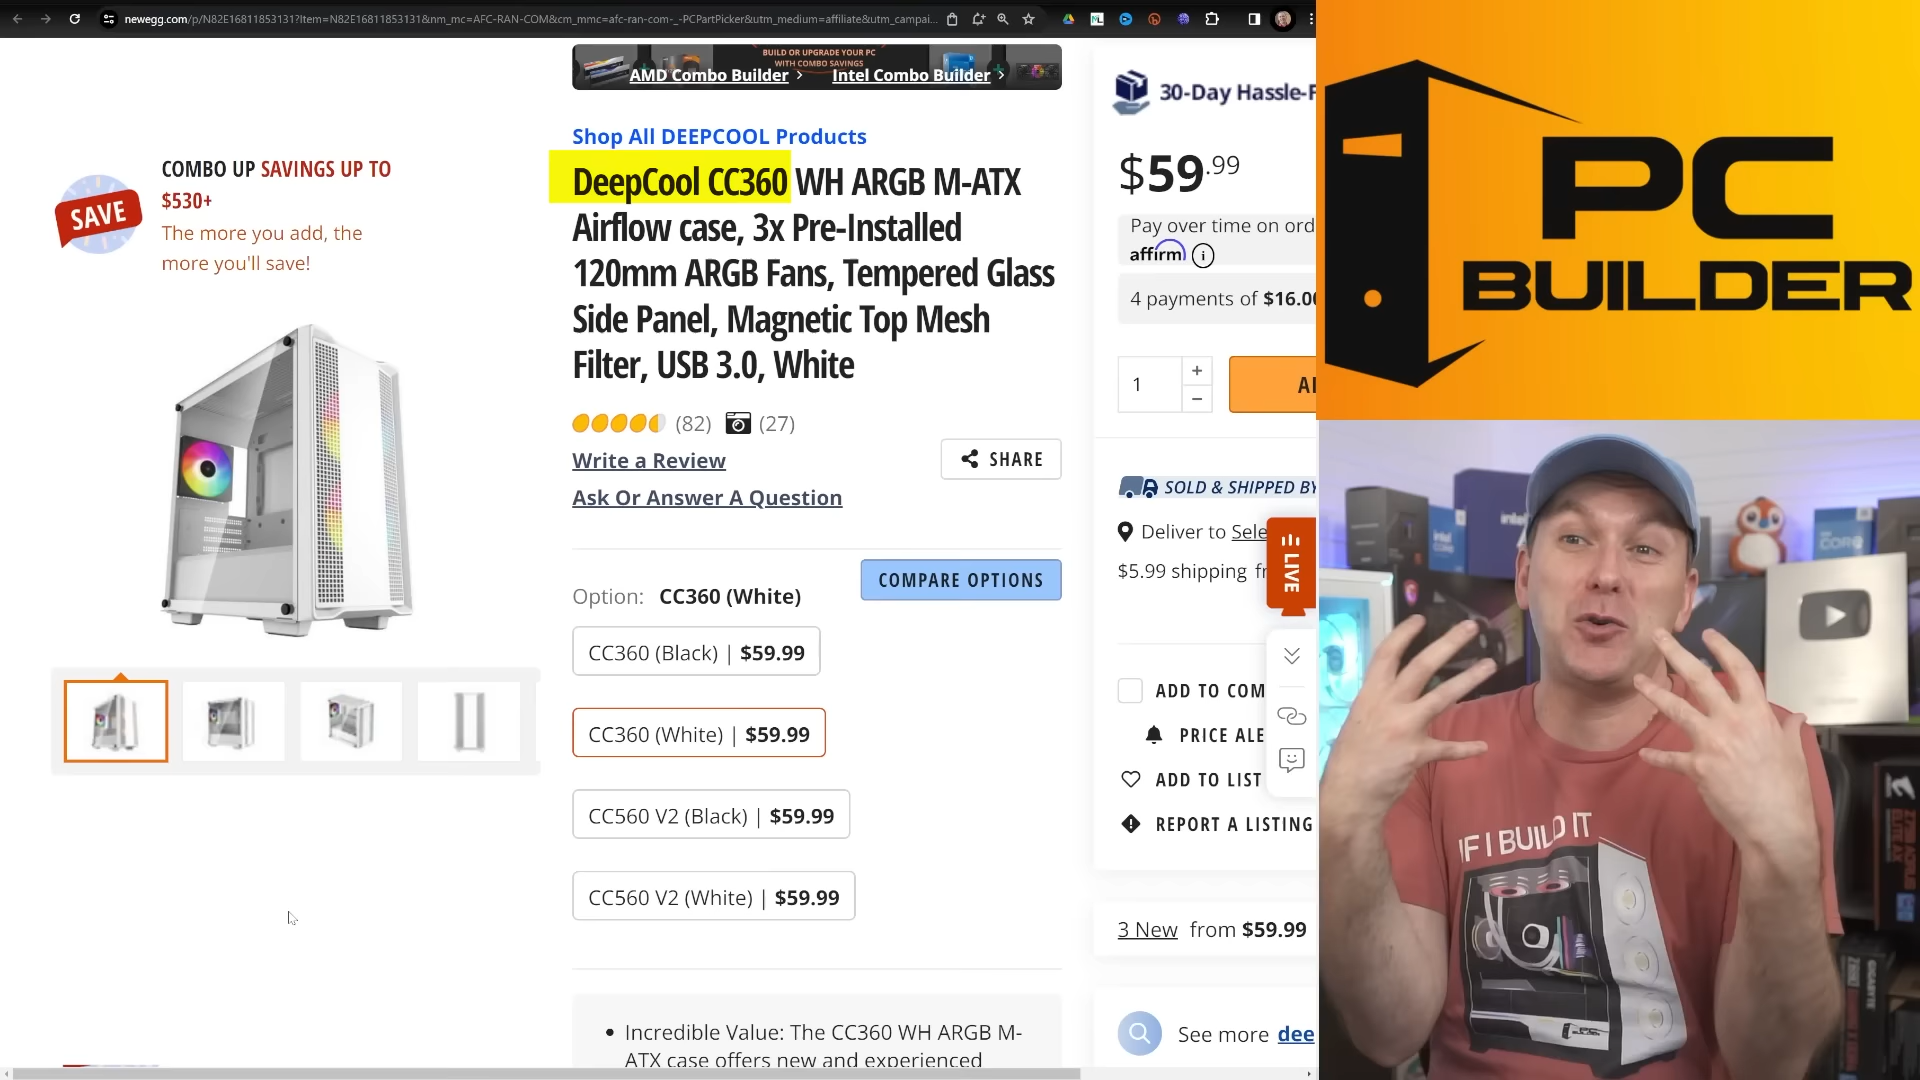 newegg.com/p/N82E16811853131?Item=N82E16811853131&nm_mc=AFC-RAN-COM&cm_mmc=afc-ran-com-_-PCPartPicker&utm_medium=affiliate&utm_campai...
BUILD OR UPGRADE YOUR PC
WITH COMBO SAVINGS
AMD Combo Builder
Intel Combo Builder
SAVE
COMBO UP SAVINGS UP TO
$530+
The more you add, the
more you'll save!
Shop All DEEPCOOL Products
DeepCool CC360 WH ARGB M-ATX
Airflow case, 3x Pre-Installed
120mm ARGB Fans, Tempered Glass
Side Panel, Magnetic Top Mesh
Filter, USB 3.0, White
(82) (27)
Write a Review
Ask Or Answer A Question
SHARE
Option: CC360 (White)
COMPARE OPTIONS
CC360 (Black) | $59.99
CC360 (White) | $59.99
CC560 V2 (Black) | $59.99
CC560 V2 (White) | $59.99
• Incredible Value: The CC360 WH ARGB M-
ATX case offers new and experienced
30-Day Hassle-F
$59.99
Pay over time on ord
affirm
4 payments of $16.00
1
+
−
SOLD & SHIPPED BY
Deliver to Sele
$5.99 shipping
LIVE
ADD TO COM
PRICE ALE
ADD TO LIST
REPORT A LISTING
3 New from $59.99
See more dee
PC
BUILDER
intel
CORE
IF I BUILD IT
PC
BUILDER
GIGABYTE